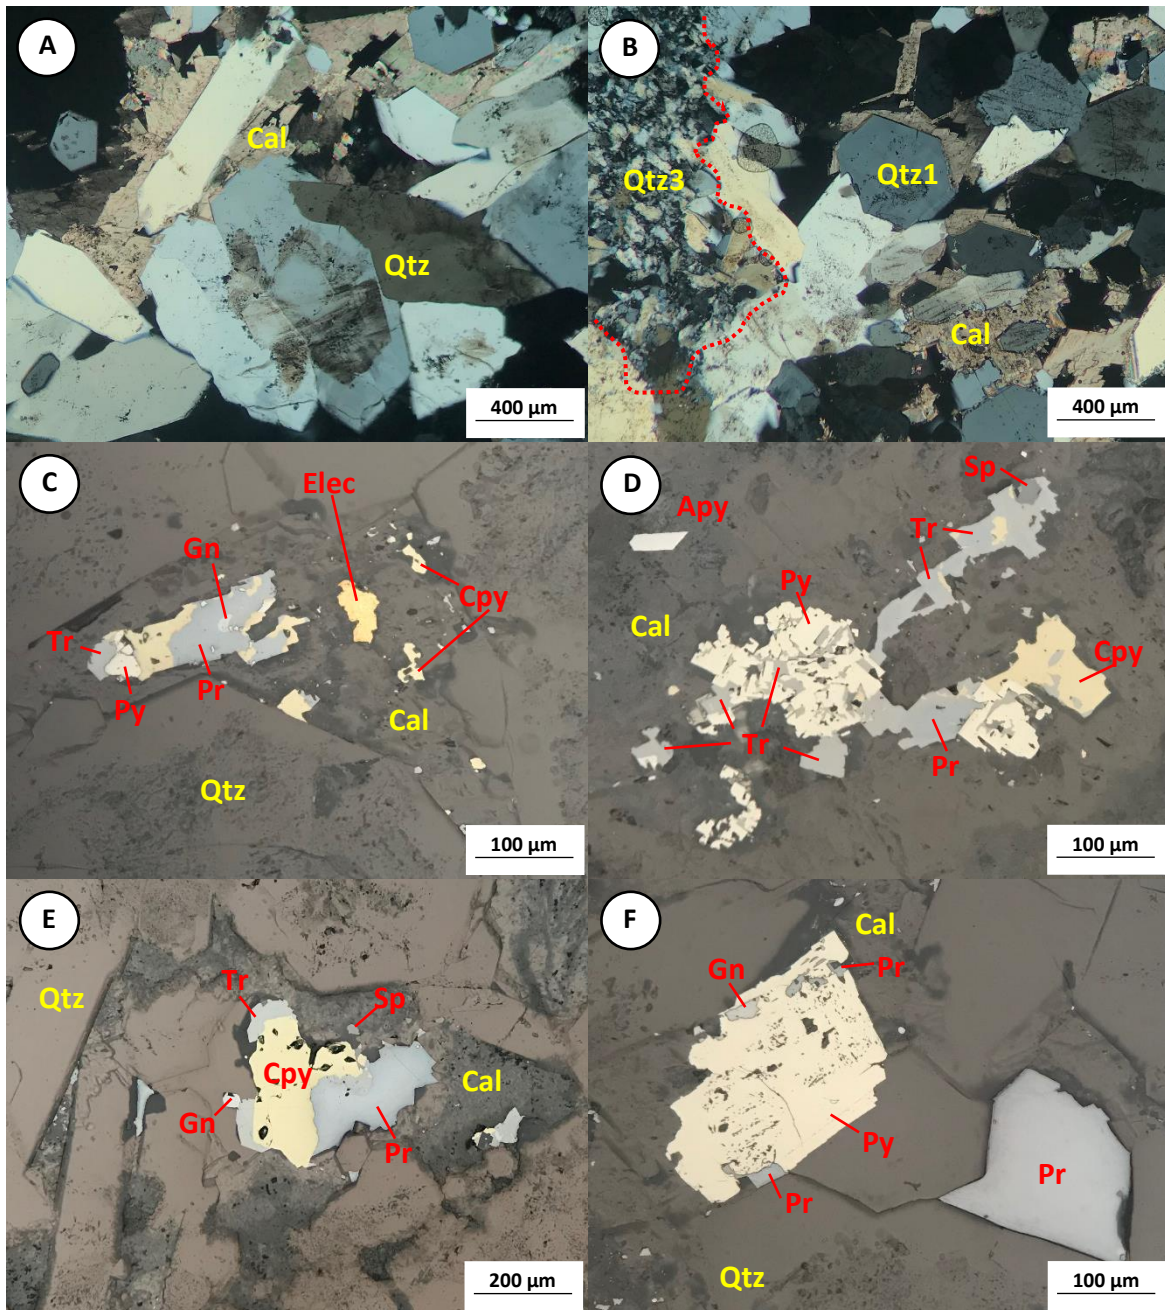 A
Cal
Qtz
400 µm
B
Qtz3
Qtz1
Cal
400 µm
C
Elec
Gn
Cpy
Tr
Py
Pr
Cal
Qtz
100 µm
D
Sp
Apy
Tr
Py
Cal
Cpy
Tr
Pr
100 µm
E
Qtz
Tr
Sp
Cpy
Cal
Gn
Pr
200 µm
F
Cal
Gn
Pr
Py
Pr
Pr
Qtz
100 µm